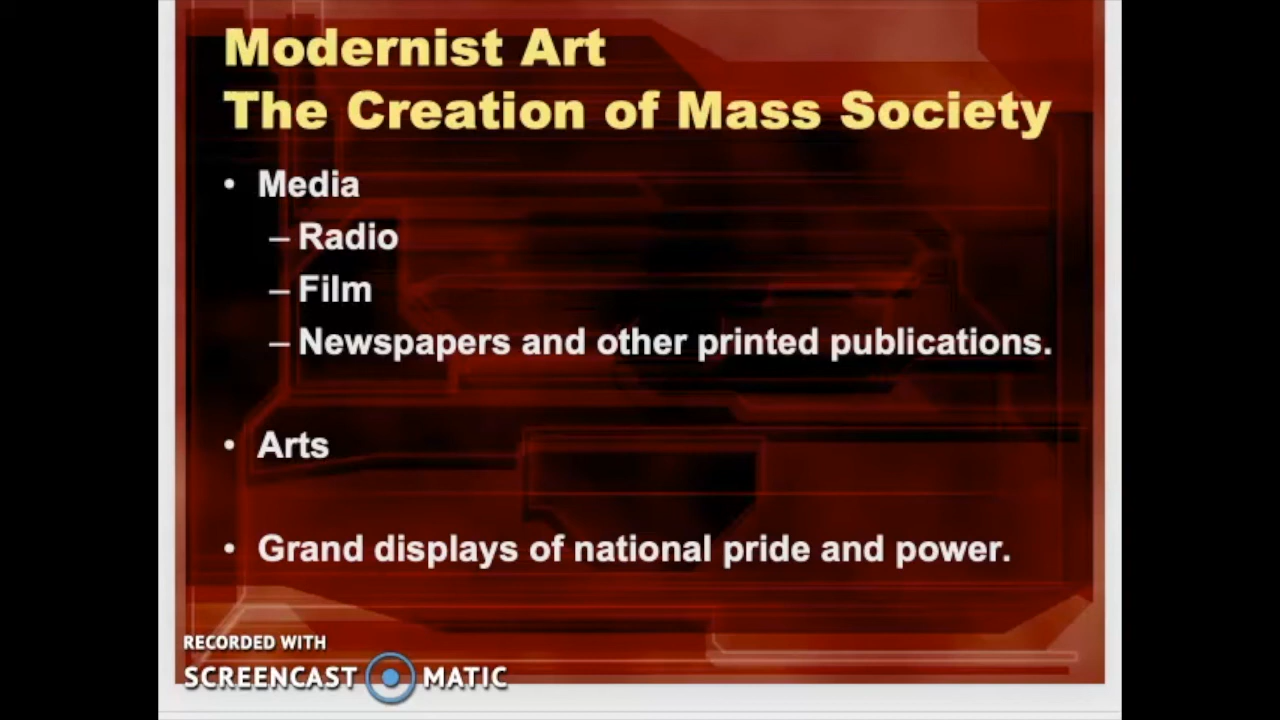 Modernist Art
The Creation of Mass Society
• Media
– Radio
– Film
– Newspapers and other printed publications.
• Arts
• Grand displays of national pride and power.
RECORDED WITH
SCREENCAST MATIC